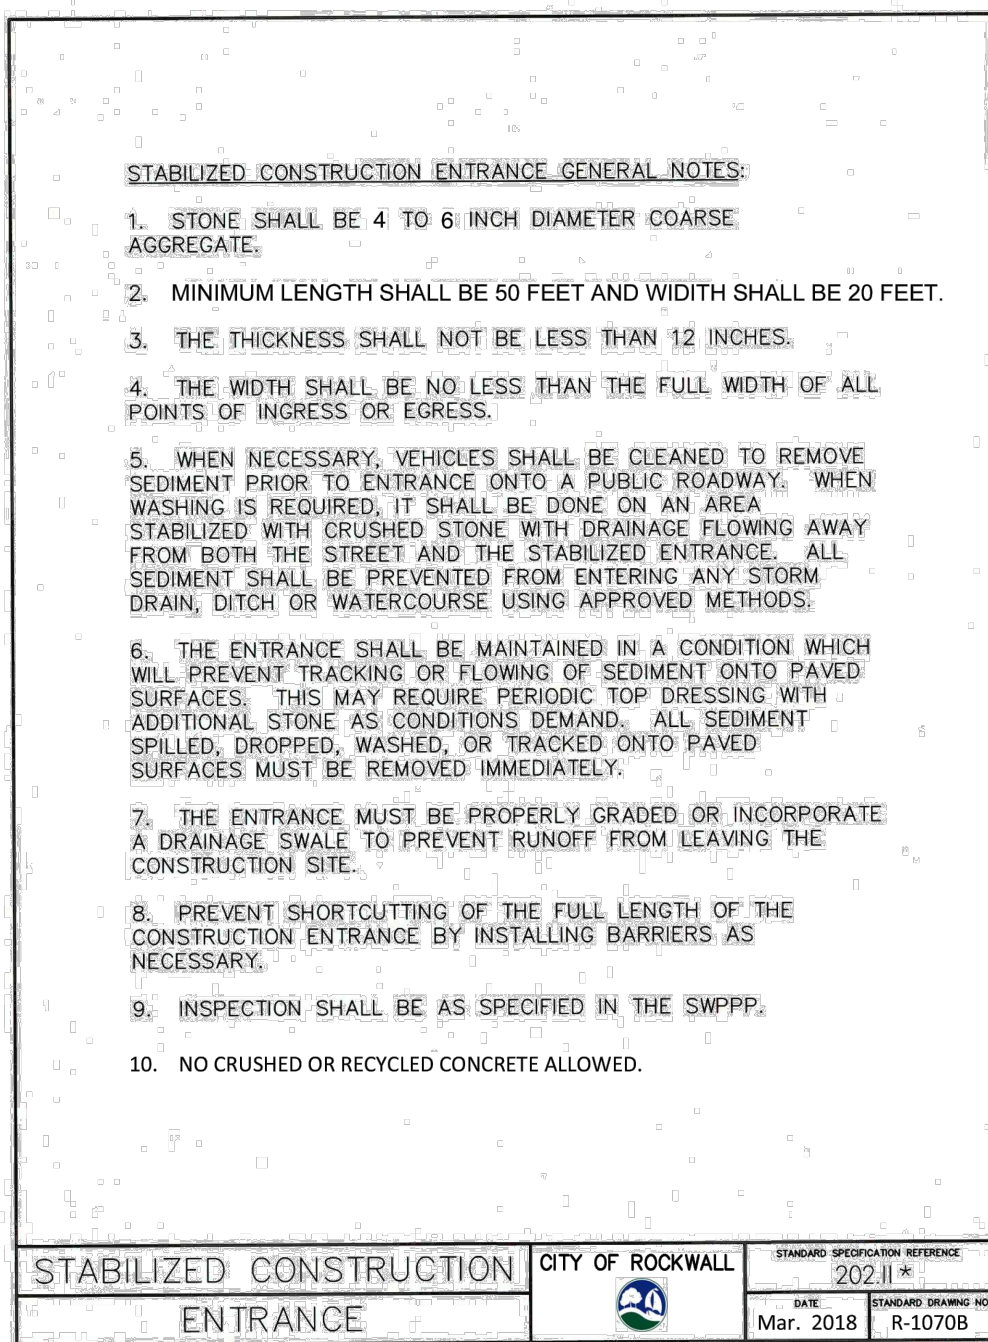 STABILIZED CONSTRUCTION ENTRANCE GENERAL NOTES:
1. STONE SHALL BE 4 TO 6 INCH DIAMETER COARSE
AGGREGATE.
2. MINIMUM LENGTH SHALL BE 50 FEET AND WIDITH SHALL BE 20 FEET.
3. THE THICKNESS SHALL NOT BE LESS THAN 12 INCHES.
4. THE WIDTH SHALL BE NO LESS THAN THE FULL WIDTH OF ALL
POINTS OF INGRESS OR EGRESS.
5. WHEN NECESSARY, VEHICLES SHALL BE CLEANED TO REMOVE
SEDIMENT PRIOR TO ENTRANCE ONTO A PUBLIC ROADWAY. WHEN
WASHING IS REQUIRED, IT SHALL BE DONE ON AN AREA
STABILIZED WITH CRUSHED STONE WITH DRAINAGE FLOWING AWAY
FROM BOTH THE STREET AND THE STABILIZED ENTRANCE. ALL
SEDIMENT SHALL BE PREVENTED FROM ENTERING ANY STORM
DRAIN, DITCH OR WATERCOURSE USING APPROVED METHODS.
6. THE ENTRANCE SHALL BE MAINTAINED IN A CONDITION WHICH
WILL PREVENT TRACKING OR FLOWING OF SEDIMENT ONTO PAVED
SURFACES. THIS MAY REQUIRE PERIODIC TOP DRESSING WITH
ADDITIONAL STONE AS CONDITIONS DEMAND. ALL SEDIMENT
SPILLED, DROPPED, WASHED, OR TRACKED ONTO PAVED
SURFACES MUST BE REMOVED IMMEDIATELY.
7. THE ENTRANCE MUST BE PROPERLY GRADED OR INCORPORATE
A DRAINAGE SWALE TO PREVENT RUNOFF FROM LEAVING THE
CONSTRUCTION SITE.
8. PREVENT SHORTCUTTING OF THE FULL LENGTH OF THE
CONSTRUCTION ENTRANCE BY INSTALLING BARRIERS AS
NECESSARY.
9. INSPECTION SHALL BE AS SPECIFIED IN THE SWPPP.
10. NO CRUSHED OR RECYCLED CONCRETE ALLOWED.
STABILIZED CONSTRUCTION
ENTRANCE
CITY OF ROCKWALL
STANDARD SPECIFICATION REFERENCE
202.11 *
DATE
Mar. 2018
STANDARD DRAWING NO
R-1070B